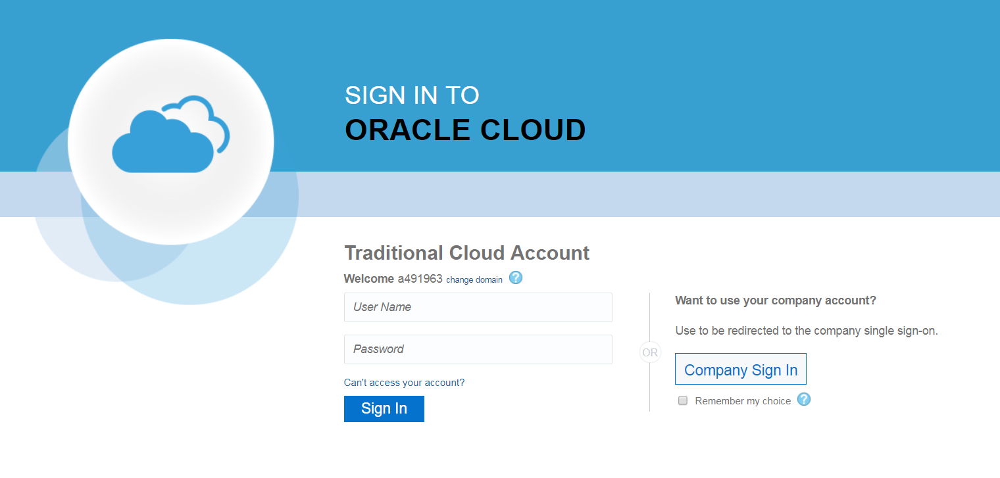 SIGN IN TO
ORACLE CLOUD
Traditional Cloud Account
Welcome a491963 change domain ?
User Name
Password
Can't access your account?
Sign In
OR
Want to use your company account?
Use to be redirected to the company single sign-on.
Company Sign In
Remember my choice ?